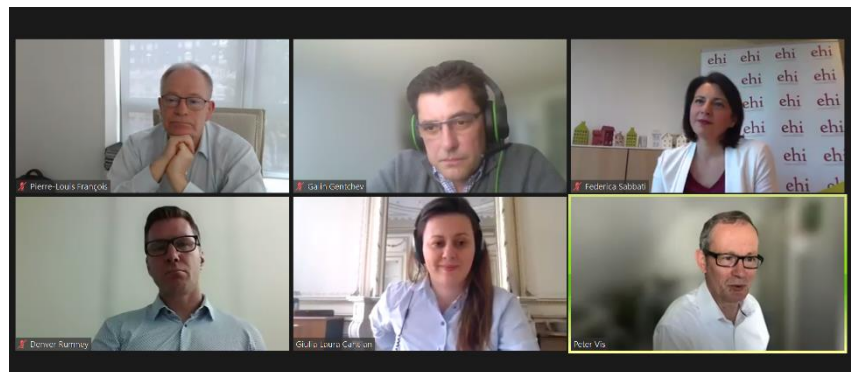 ehi ehi ehi ehi
ehi ehi ehi
ehi ehi ehi
ehi ehi ehi
ehi ehi
ehi
Pierre-Louis François
Galin Gentchev
Federica Sabbati
Denver Rumney
Giulia Laura
Peter Vis